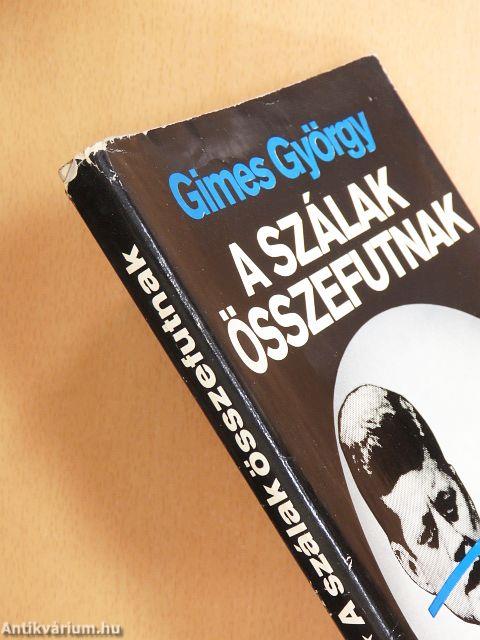 Gimes György
A SZÁLAK
ÖSSZEFUTNAK
A szálak összefutnak
Antikvárium.hu